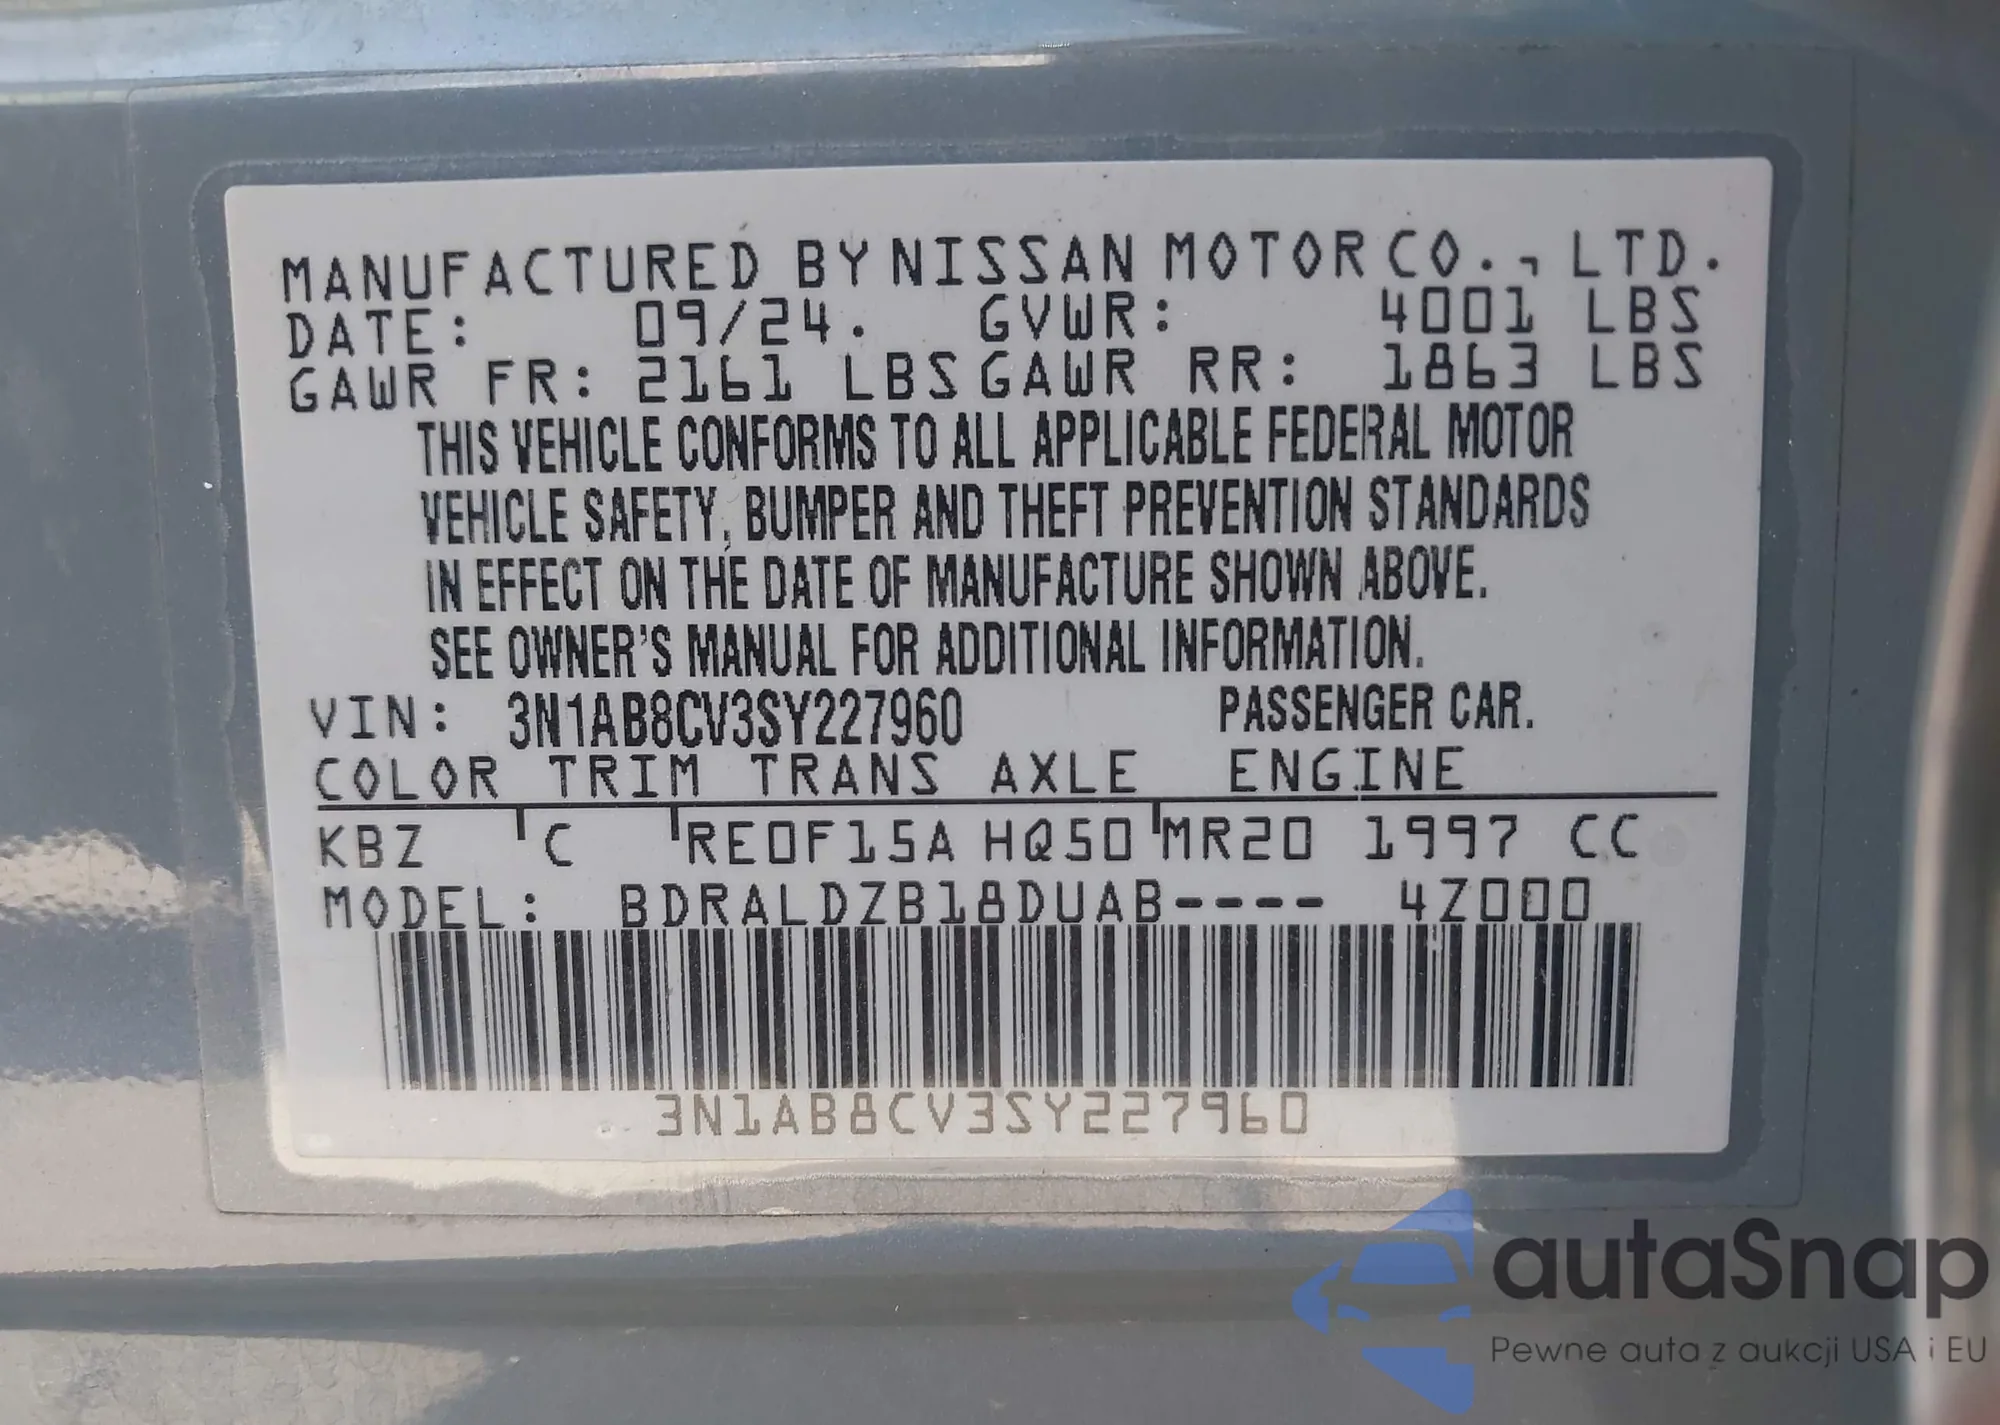 MANUFACTURED BY NISSAN MOTOR CO., LTD.
DATE: 09/24. GVWR: 4001 LBS
GAWR FR: 2161 LBS GAWR RR: 1863 LBS
THIS VEHICLE CONFORMS TO ALL APPLICABLE FEDERAL MOTOR
VEHICLE SAFETY, BUMPER AND THEFT PREVENTION STANDARDS
IN EFFECT ON THE DATE OF MANUFACTURE SHOWN ABOVE.
SEE OWNER'S MANUAL FOR ADDITIONAL INFORMATION.
VIN: 3N1AB8CV3SY227960 PASSENGER CAR.
COLOR TRIM TRANS AXLE ENGINE
KBZ C RE0F15A HQ50 MR20 1997 CC
MODEL: BDRALDZB18DUAB---- 4Z000
3N1AB8CV3SY227960
autaSnap
Pewne auta z aukcji USA i EU